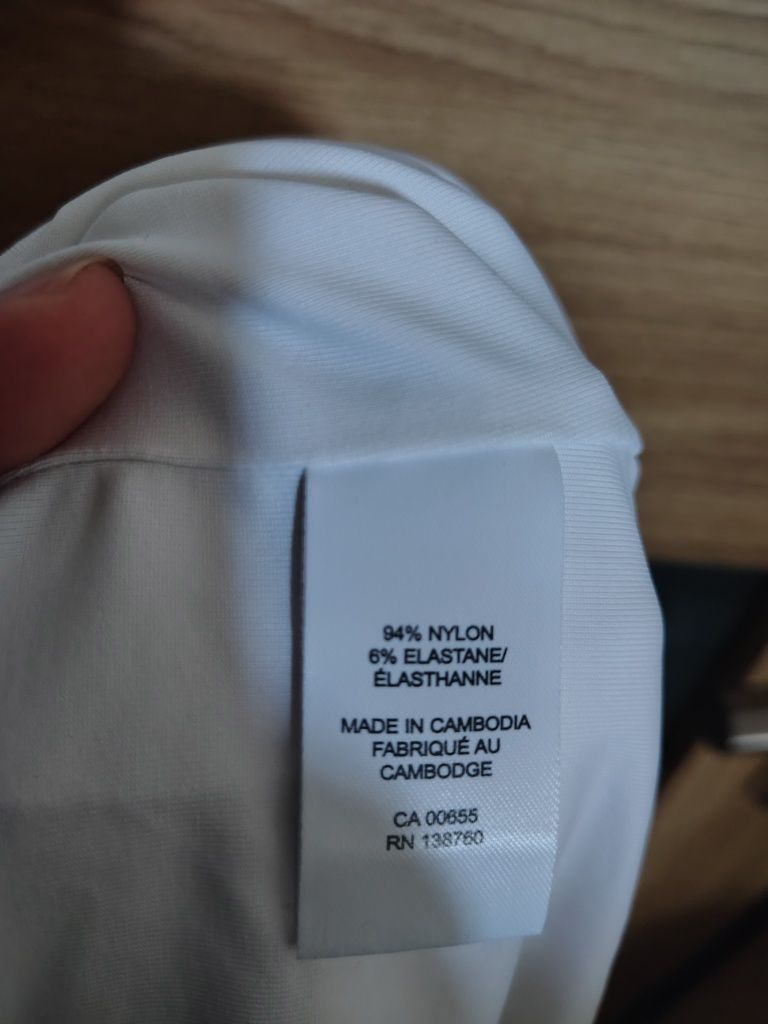 94% NYLON
6% ELASTANE/
ÉLASTHANNE
MADE IN CAMBODIA
FABRIQUÉ AU
CAMBODGE
CA 00655
RN 138760